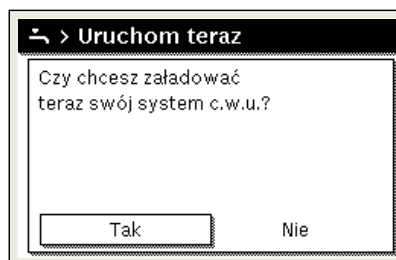 > Uruchom teraz
Czy chcesz załadować
teraz swój system c.w.u.?
Tak
Nie